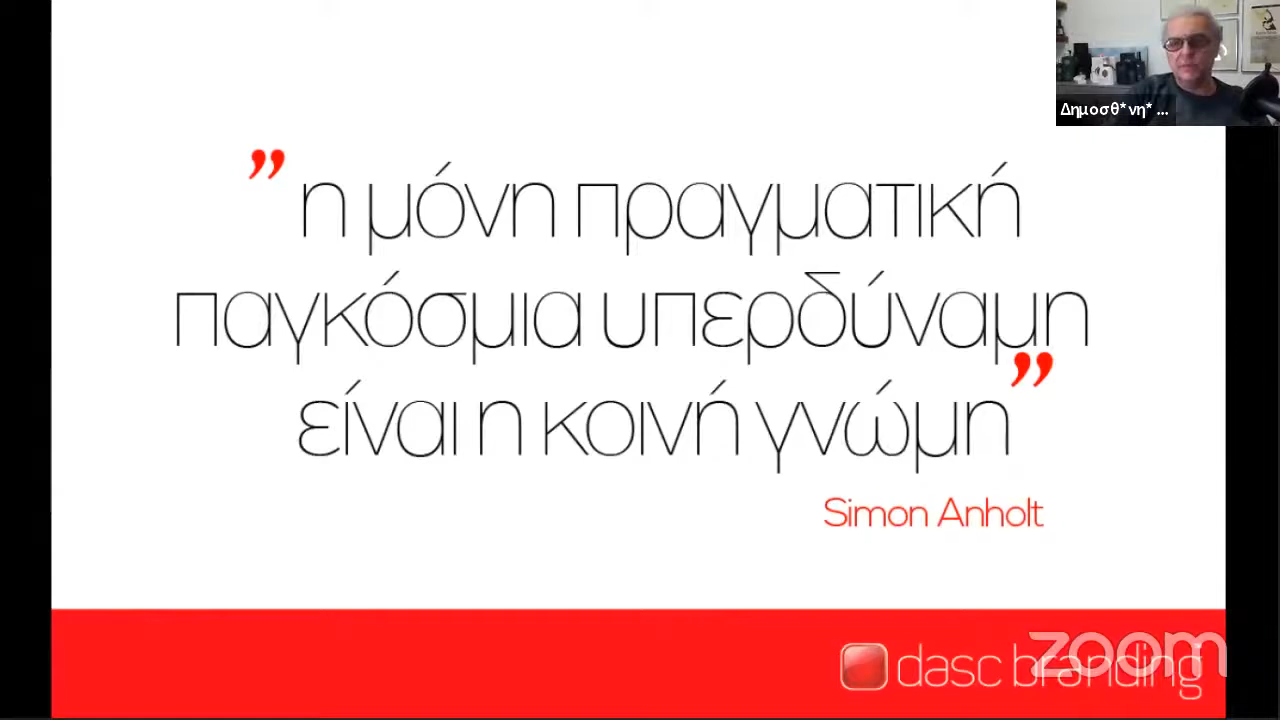 Δημοσθ*νη* ...
” η μόνη πραγματική
παγκόσμια υπερδύναμη
είναι η κοινή γνώμη ”
Simon Anholt
dasc branding
zoom